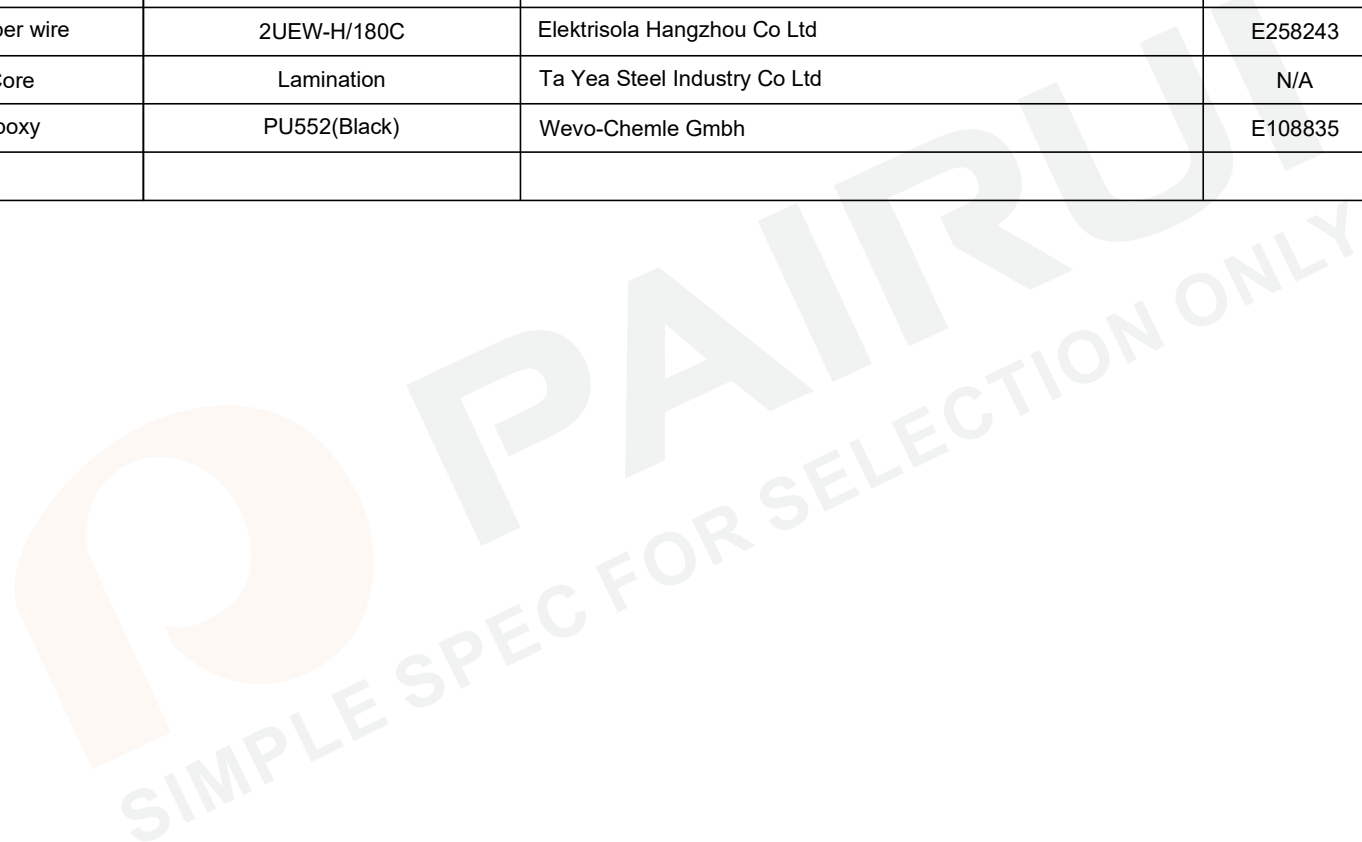 per wire 2UEW-H/180C Elektrisola Hangzhou Co Ltd E258243
Core Lamination Ta Yea Steel Industry Co Ltd N/A
poxy PU552(Black) Wevo-Chemle Gmbh E108835
PAIRUI
SIMPLE SPEC FOR SELECTION ONLY